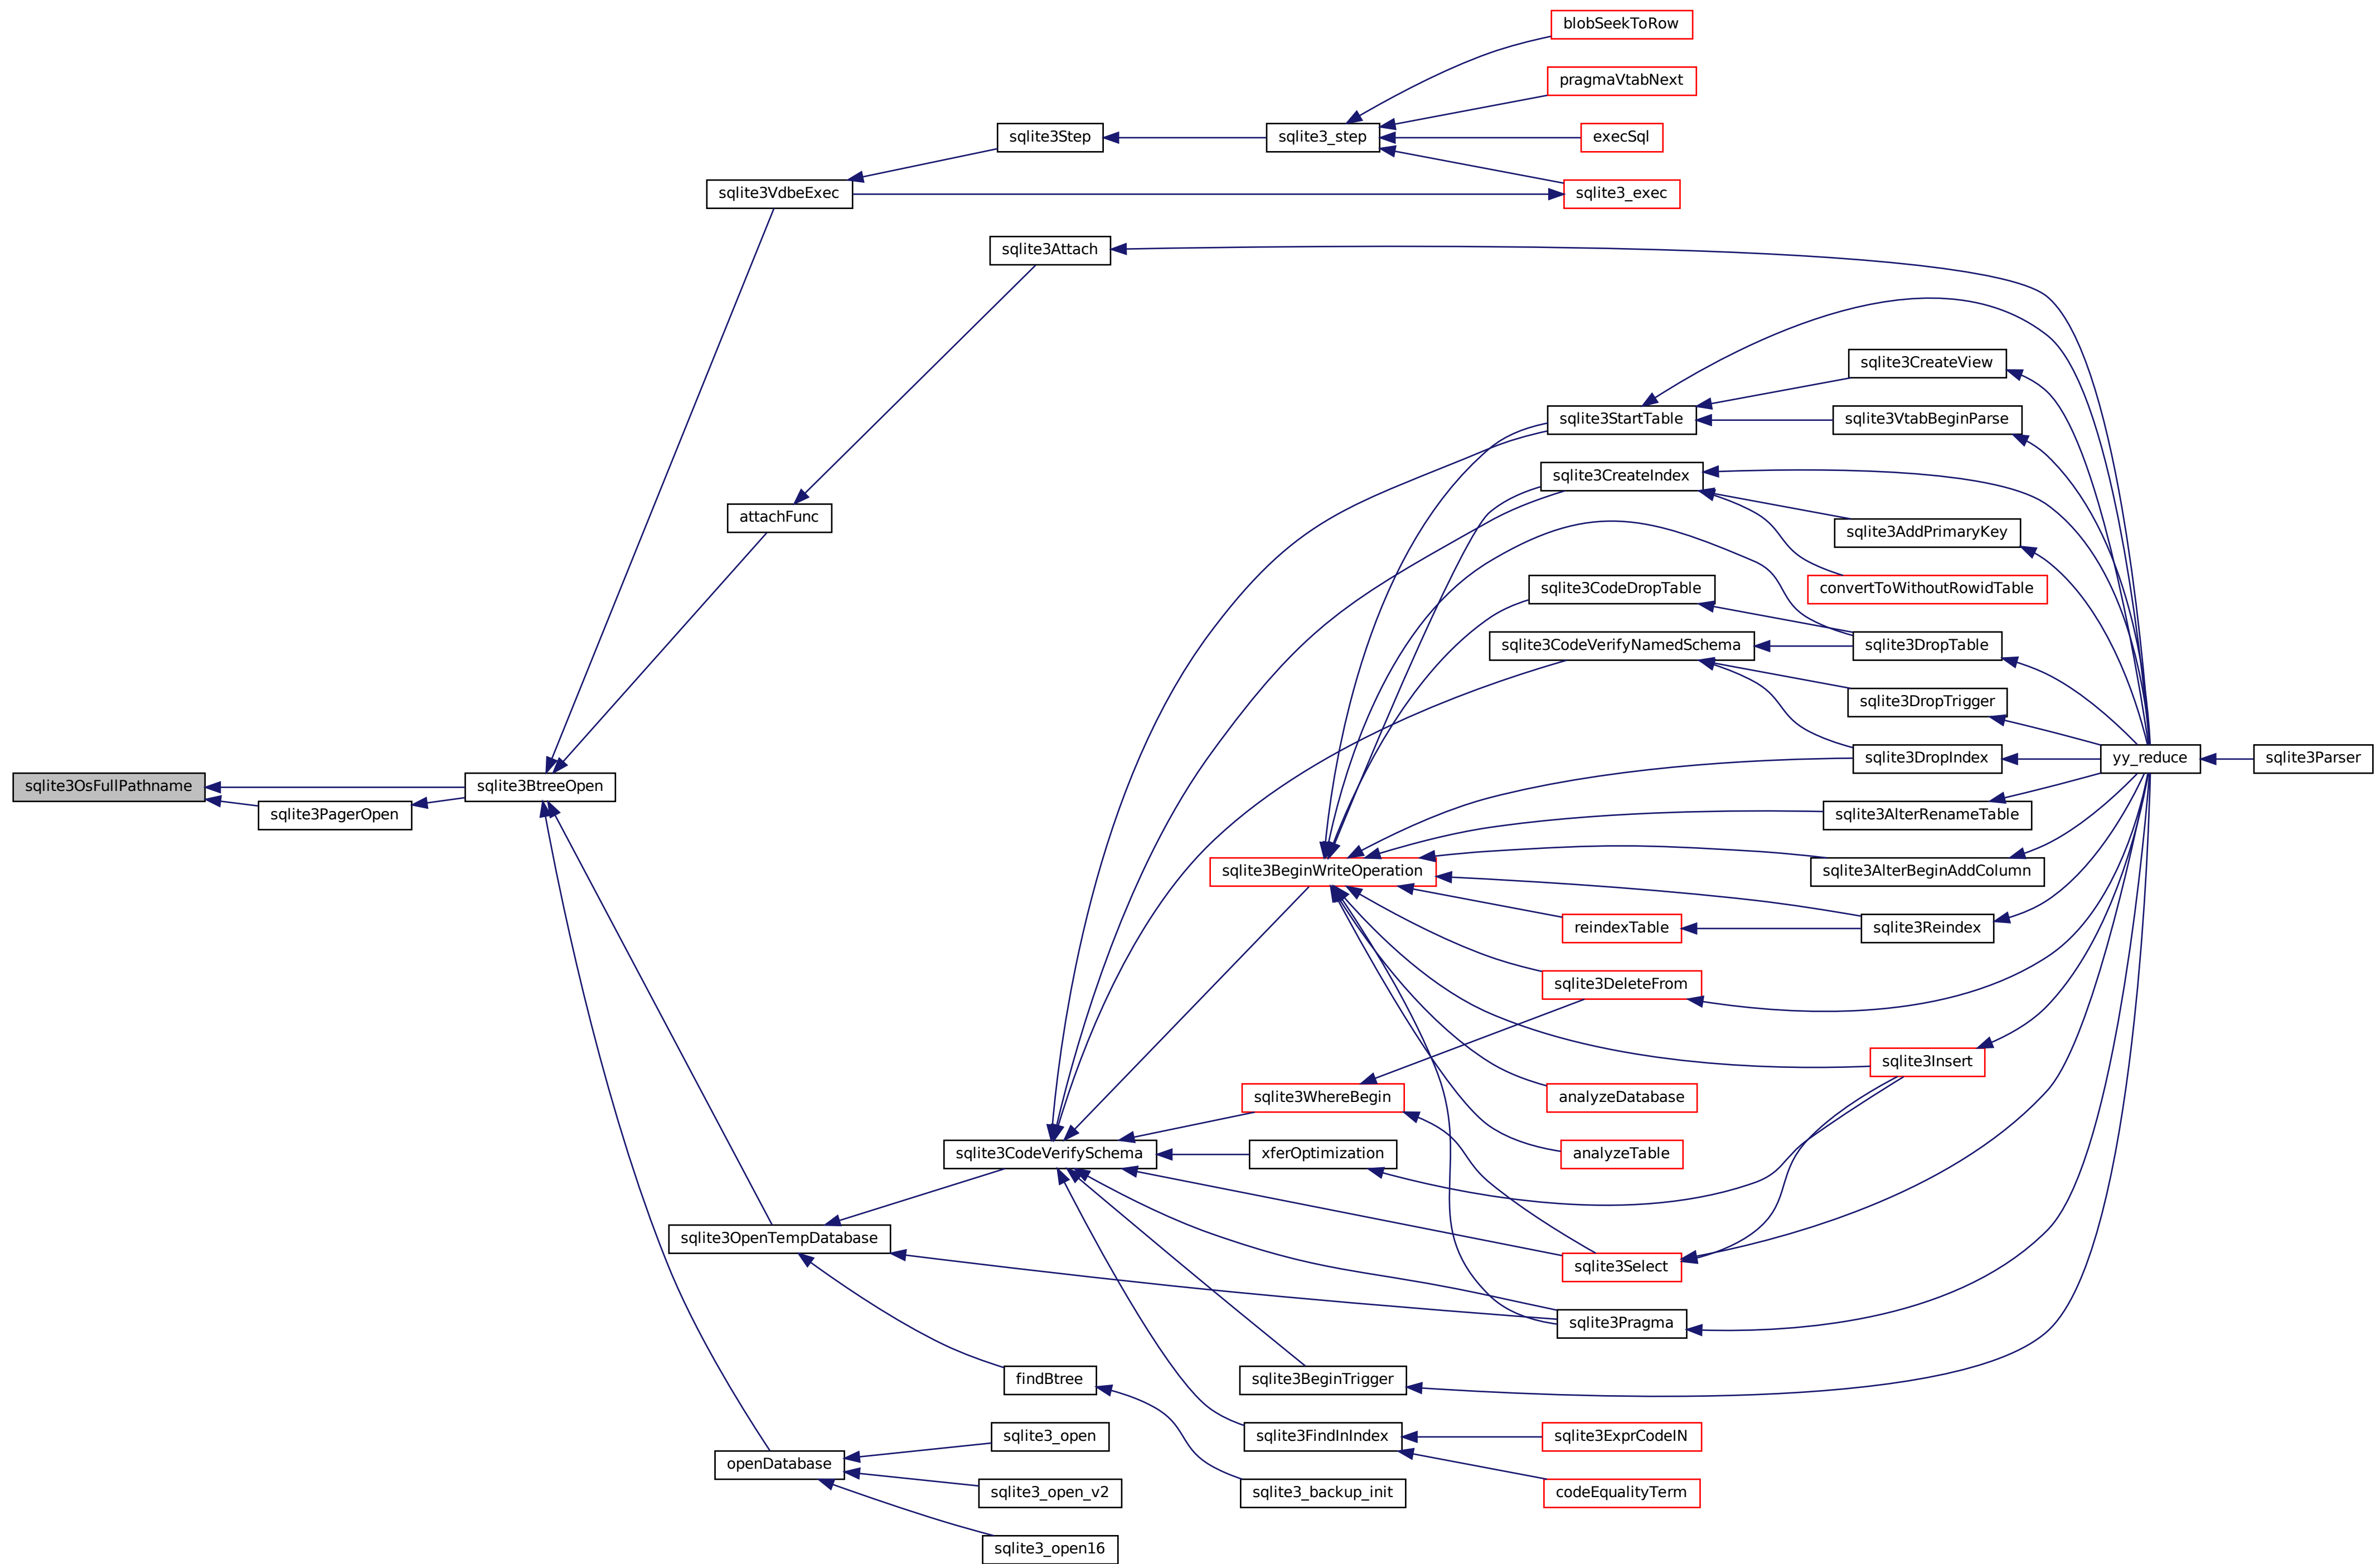 blobSeekToRow
pragmaVtabNext
sqlite3Step
sqlite3_step
execSql
sqlite3VdbeExec
sqlite3_exec
sqlite3Attach
sqlite3CreateView
sqlite3StartTable
sqlite3VtabBeginParse
sqlite3CreateIndex
attachFunc
sqlite3AddPrimaryKey
sqlite3CodeDropTable
convertToWithoutRowidTable
sqlite3CodeVerifyNamedSchema
sqlite3DropTable
sqlite3DropTrigger
sqlite3DropIndex
yy_reduce
sqlite3Parser
sqlite3OsFullPathname
sqlite3BtreeOpen
sqlite3PagerOpen
sqlite3AlterRenameTable
sqlite3BeginWriteOperation
sqlite3AlterBeginAddColumn
reindexTable
sqlite3Reindex
sqlite3DeleteFrom
sqlite3Insert
sqlite3WhereBegin
analyzeDatabase
sqlite3CodeVerifySchema
xferOptimization
analyzeTable
sqlite3OpenTempDatabase
sqlite3Select
sqlite3Pragma
findBtree
sqlite3BeginTrigger
sqlite3_open
sqlite3FindInIndex
sqlite3ExprCodeIN
openDatabase
sqlite3_open_v2
sqlite3_backup_init
codeEqualityTerm
sqlite3_open16